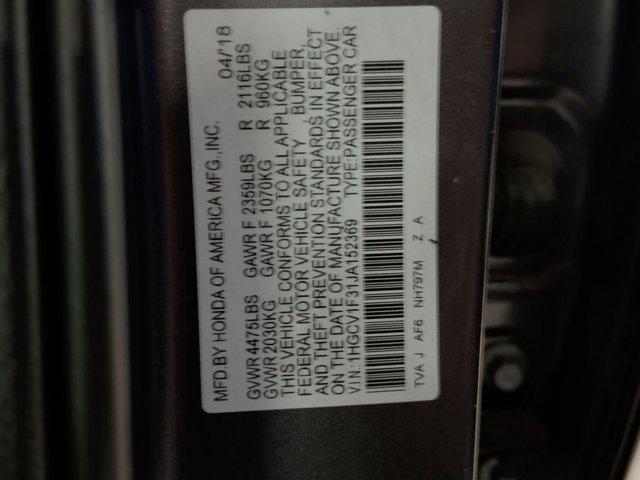 MFD BY HONDA OF AMERICA MFG.,INC. 04/18
GVWR 4475LBS GAWR F 2359LBS R 2116LBS
GVWR 2030KG GAWR F 1070KG R 960KG
THIS VEHICLE CONFORMS TO ALL APPLICABLE
FEDERAL MOTOR VEHICLE SAFETY , BUMPER,
AND THEFT PREVENTION STANDARDS IN EFFECT
ON THE DATE OF MANUFACTURE SHOWN ABOVE.
V.I.N.:1HGCV1F31JA152369 TYPE:PASSENGER CAR
TVA J AF6 NH797M Z A